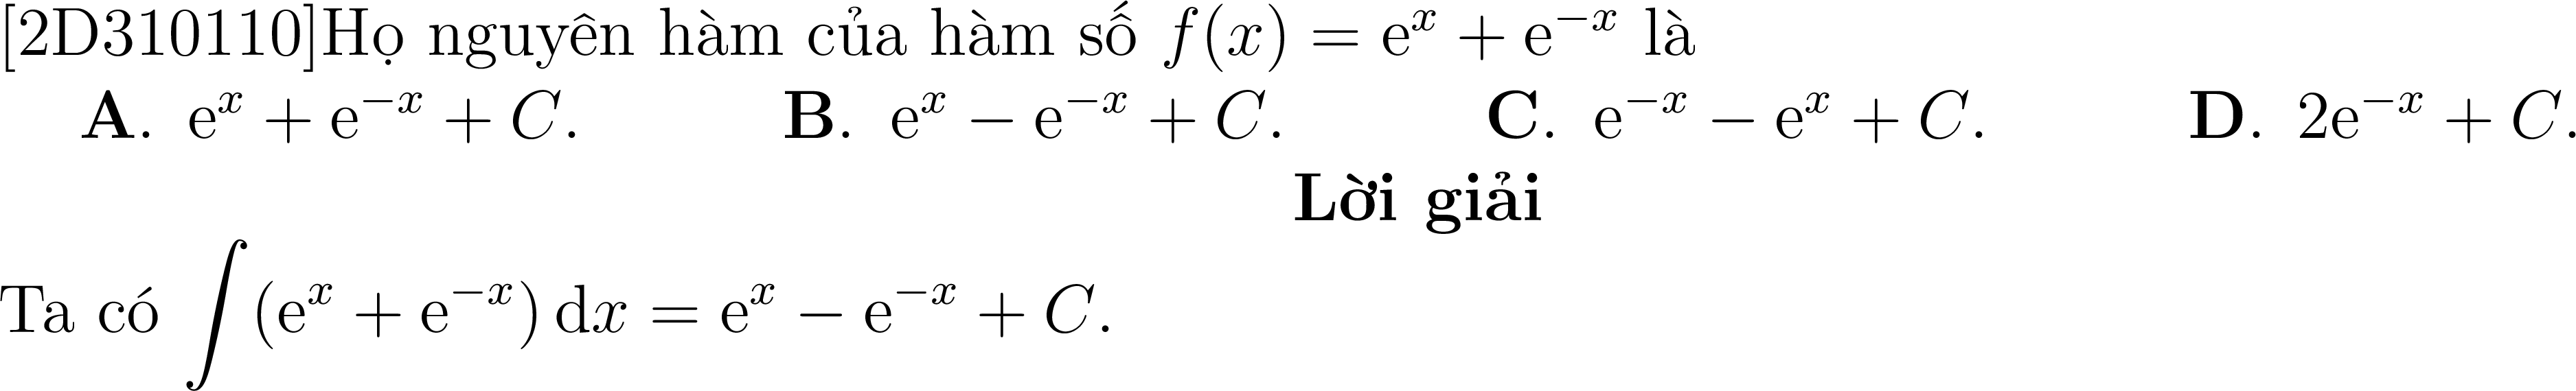 [2D310110]Họ nguyên hàm của hàm số $f(x) = \mathrm{e}^x + \mathrm{e}^{-x}$ là
A. $\mathrm{e}^x + \mathrm{e}^{-x} + C$. B. $\mathrm{e}^x - \mathrm{e}^{-x} + C$. C. $\mathrm{e}^{-x} - \mathrm{e}^x + C$. D. $2\mathrm{e}^{-x} + C$.
Lời giải
Ta có $\int (\mathrm{e}^x + \mathrm{e}^{-x}) \, \mathrm{d}x = \mathrm{e}^x - \mathrm{e}^{-x} + C$.